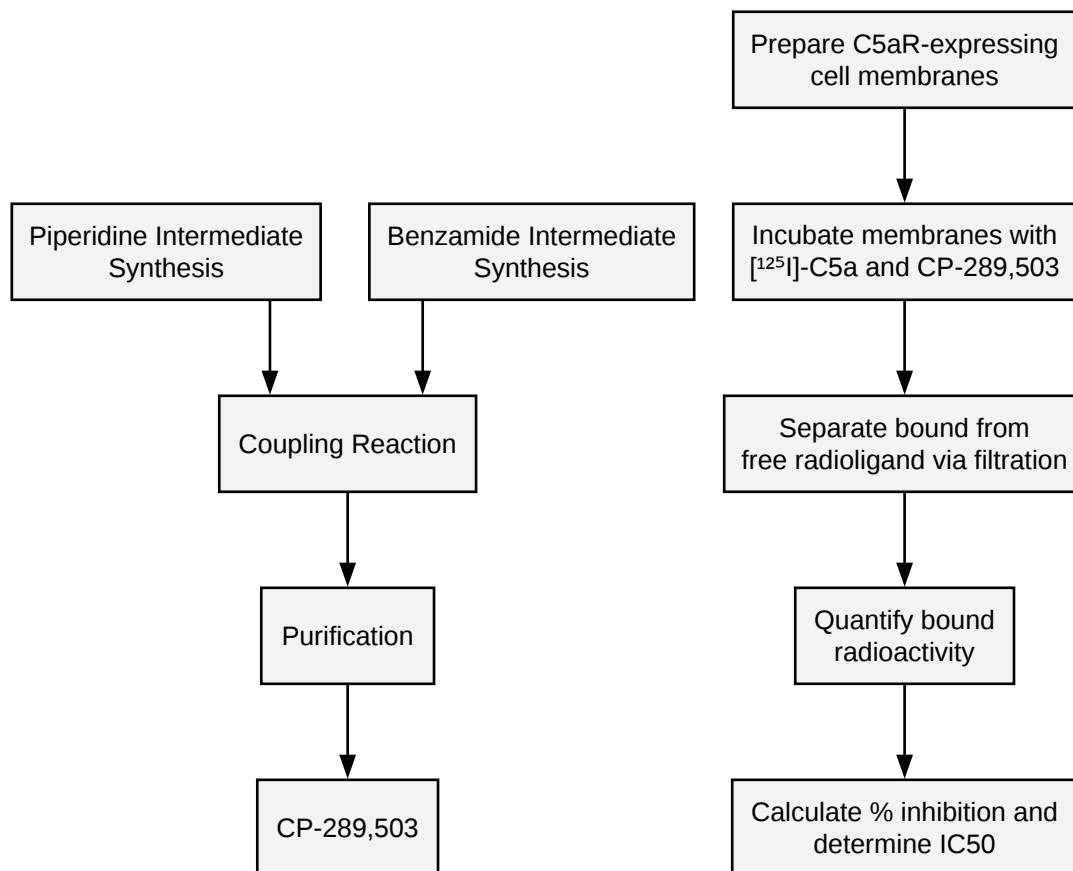 Piperidine Intermediate
Synthesis
Benzamide Intermediate
Synthesis
Coupling Reaction
Purification
CP-289,503
Prepare C5aR-expressing
cell membranes
Incubate membranes with
[¹²⁵I]-C5a and CP-289,503
Separate bound from
free radioligand via filtration
Quantify bound
radioactivity
Calculate % inhibition and
determine IC50